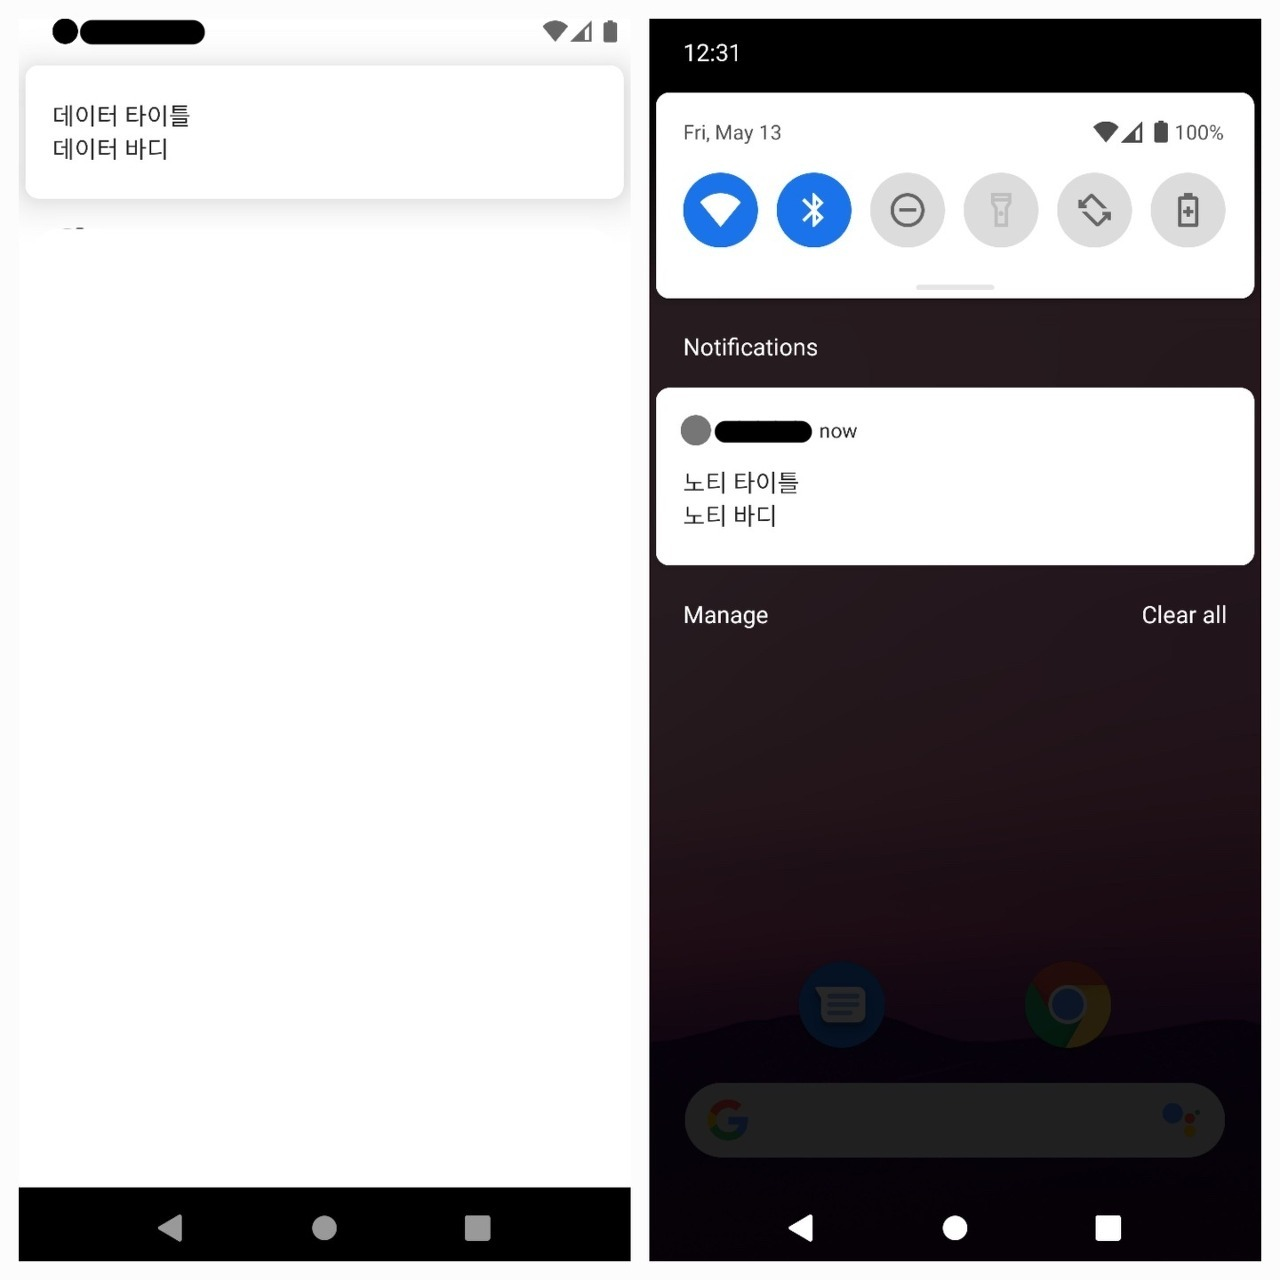 데이터 타이틀
데이터 바디
12:31
Fri, May 13
100%
Notifications
now
노티 타이틀
노티 바디
Manage
Clear all
G